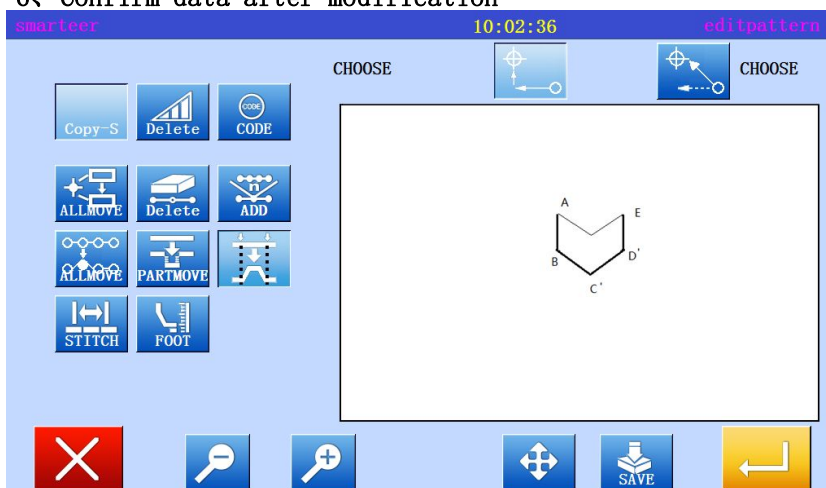 6、Confirm data after modification
smarteer 10:02:36 editpattern
CHOOSE CHOOSE
Copy-S Delete CODE CODE
ALLMOVE Delete n ADD
ALLMOVE PARTMOVE
STITCH FOOT
A
E
B
D'
C'
SAVE